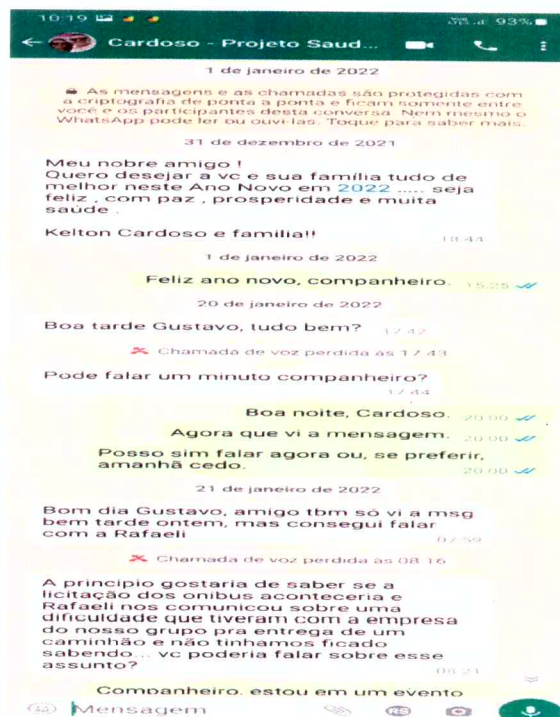 10:19 93%
Cardoso - Projeto Saud...
1 de janeiro de 2022
As mensagens e as chamadas são protegidas com
a criptografia de ponta a ponta e ficam somente entre
você e os participantes desta conversa. Nem mesmo o
WhatsApp pode ler ou ouvi-las. Toque para saber mais.
31 de dezembro de 2021
Meu nobre amigo !
Quero desejar a vc e sua família tudo de
melhor neste Ano Novo em 2022 ..... seja
feliz , com paz , prosperidade e muita
saúde .
Kelton Cardoso e familia!!
18:44
1 de janeiro de 2022
Feliz ano novo, companheiro. 15:25
20 de janeiro de 2022
Boa tarde Gustavo, tudo bem? 17:42
Chamada de voz perdida às 17:43
Pode falar um minuto companheiro?
17:44
Boa noite, Cardoso. 20:00
Agora que vi a mensagem. 20:00
Posso sim falar agora ou, se preferir,
amanhã cedo. 20:00
21 de janeiro de 2022
Bom dia Gustavo, amigo tbm só vi a msg
bem tarde ontem, mas consegui falar
com a Rafaeli 07:59
Chamada de voz perdida às 08:16
A principio gostaria de saber se a
licitação dos onibus aconteceria e
Rafaeli nos comunicou sobre uma
dificuldade que tiveram com a empresa
do nosso grupo pra entrega de um
caminhão e não tinhamos ficado
sabendo... vc poderia falar sobre esse
assunto? 08:21
Companheiro, estou em um evento
Mensagem